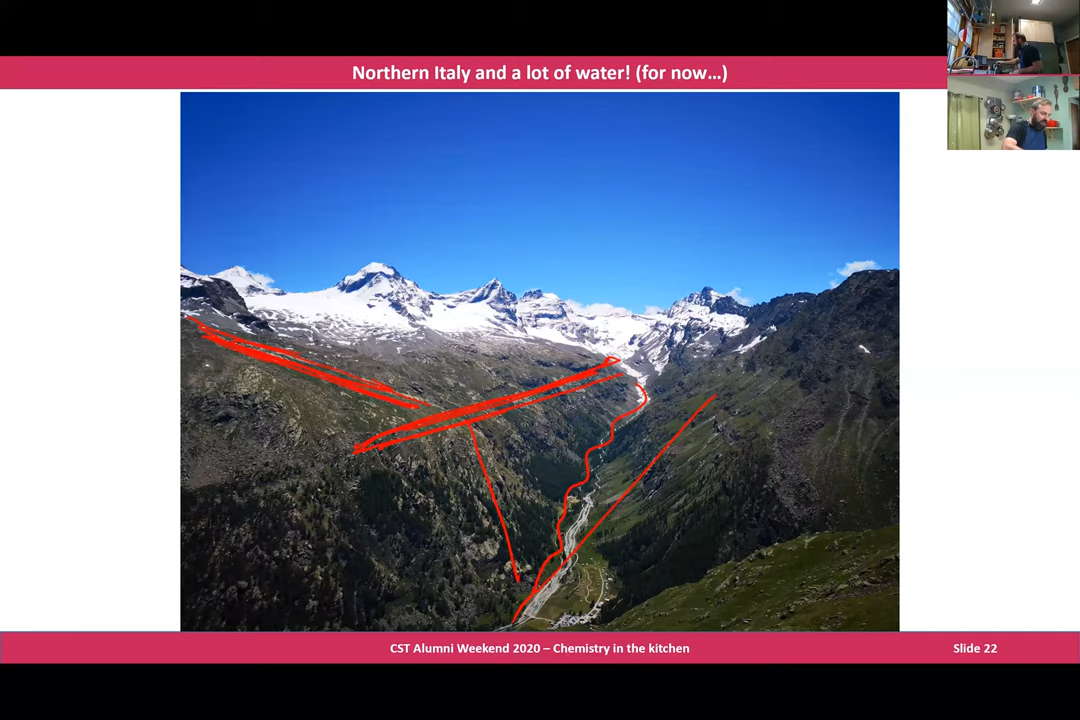 Northern Italy and a lot of water! (for now...)
CST Alumni Weekend 2020 – Chemistry in the kitchen
Slide 22